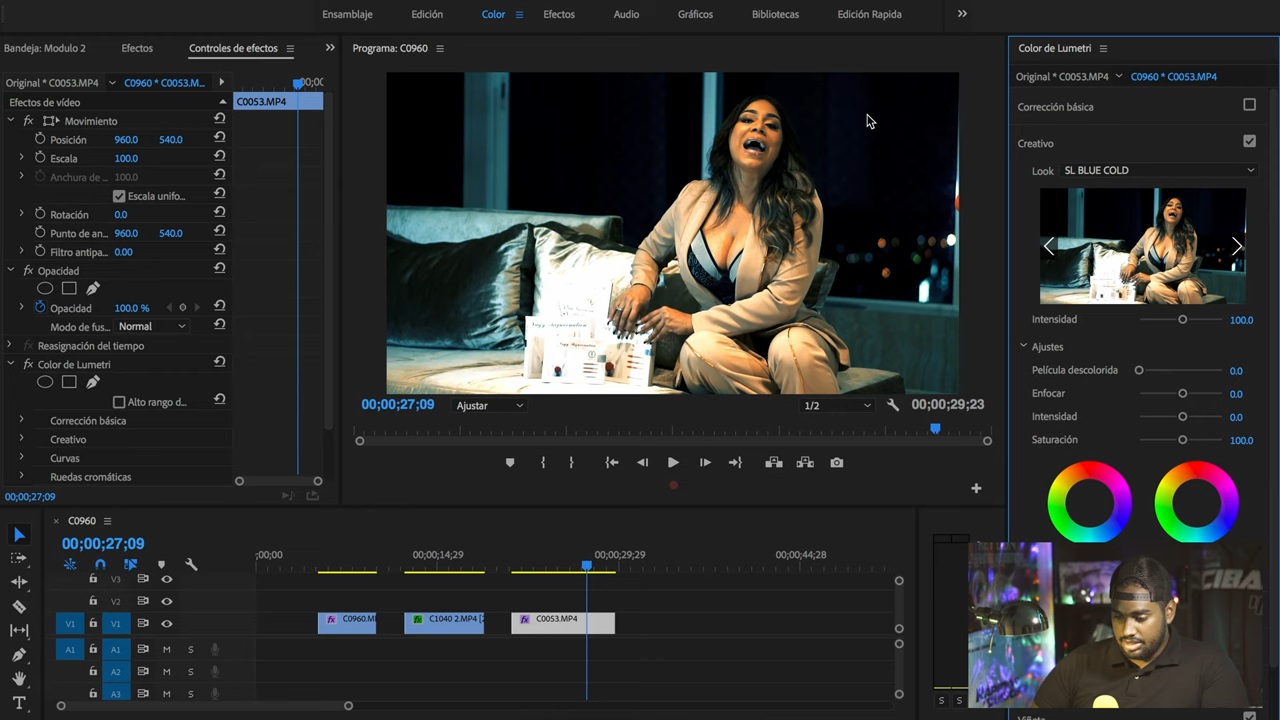 Ensamblaje Edición Color Efectos Audio Gráficos Bibliotecas Edición Rapida
Bandeja: Modulo 2 Efectos Controles de efectos
Original * C0053.MP4 C0960 * C0053.M... ;00;0(
Efectos de vídeo C0053.MP4
fx Movimiento
Posición 960.0 540.0
Escala 100.0
Anchura de ... 100.0
Escala unifo...
Rotación 0.0
Punto de an... 960.0 540.0
Filtro antipa... 0.00
fx Opacidad
Opacidad 100.0 %
Modo de fus... Normal
fx Reasignación del tiempo
fx Color de Lumetri
Alto rango d...
Corrección básica
Creativo
Curvas
Ruedas cromáticas
00;00;27;09
Programa: C0960
00;00;27;09 Ajustar 1/2 00;00;29;23
Color de Lumetri
Original * C0053.MP4 C0960 * C0053.MP4
Corrección básica
Creativo
Look SL BLUE COLD
Intensidad 100.0
Ajustes
Película descolorida 0.0
Enfocar 0.0
Intensidad 0.0
Saturación 100.0
× C0960
00;00;27;09
;00;00 00;00;14;29 00;00;29;29 00;00;44;28
V3
V2
V1 V1 fx C0960.M fx C1040 2.MP4 [ fx C0053.MP4
A1 A1 M S
A2 M S
A3 M S
S S
CIBA